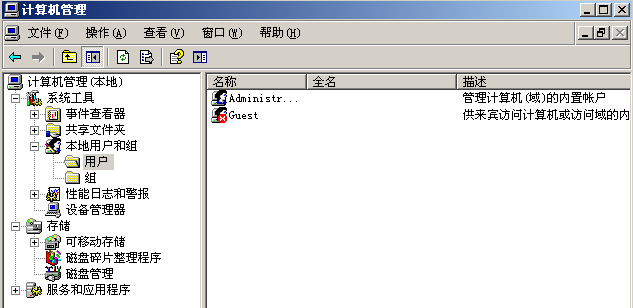 计算机管理
文件(F) 操作(A) 查看(V) 窗口(W) 帮助(H)
计算机管理(本地)
系统工具
事件查看器
共享文件夹
本地用户和组
用户
组
性能日志和警报
设备管理器
存储
可移动存储
磁盘碎片整理程序
磁盘管理
服务和应用程序
名称 全名 描述
Administr... 管理计算机(域)的内置帐户
Guest 供来宾访问计算机或访问域的内